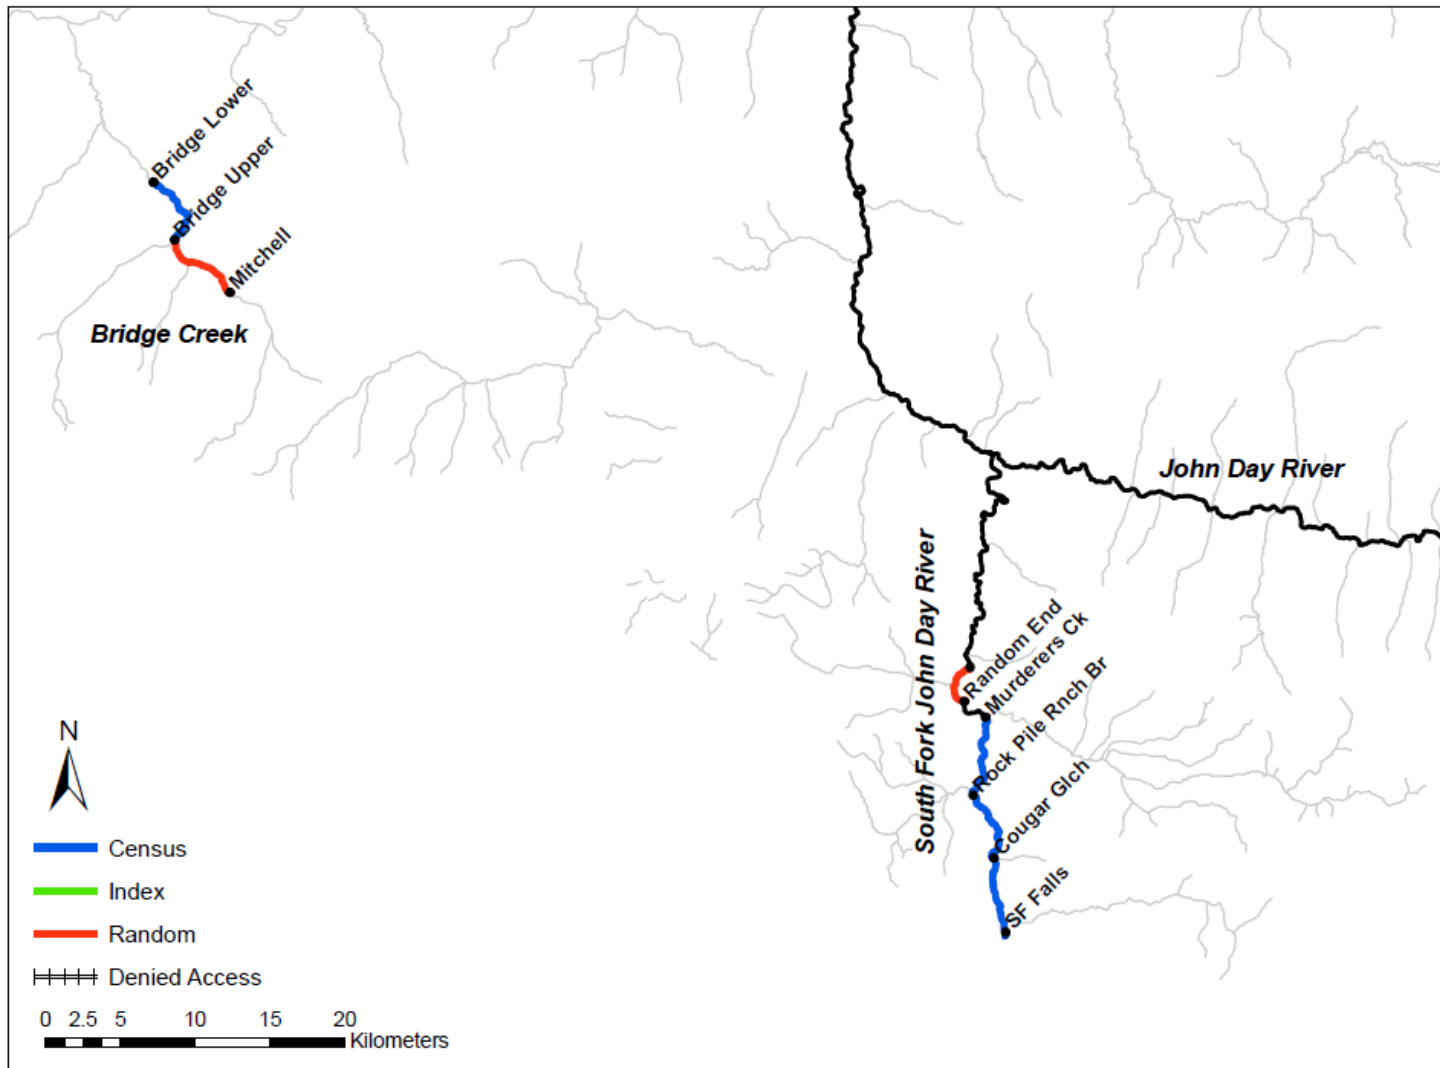 Bridge Lower
Bridge Upper
Mitchell
Bridge Creek
John Day River
South Fork John Day River
Random End
Murderers Ck
Rock Pile Rnch Br
Cougar Glch
SF Falls
N
Census
Index
Random
Denied Access
0 2.5 5 10 15 20
Kilometers